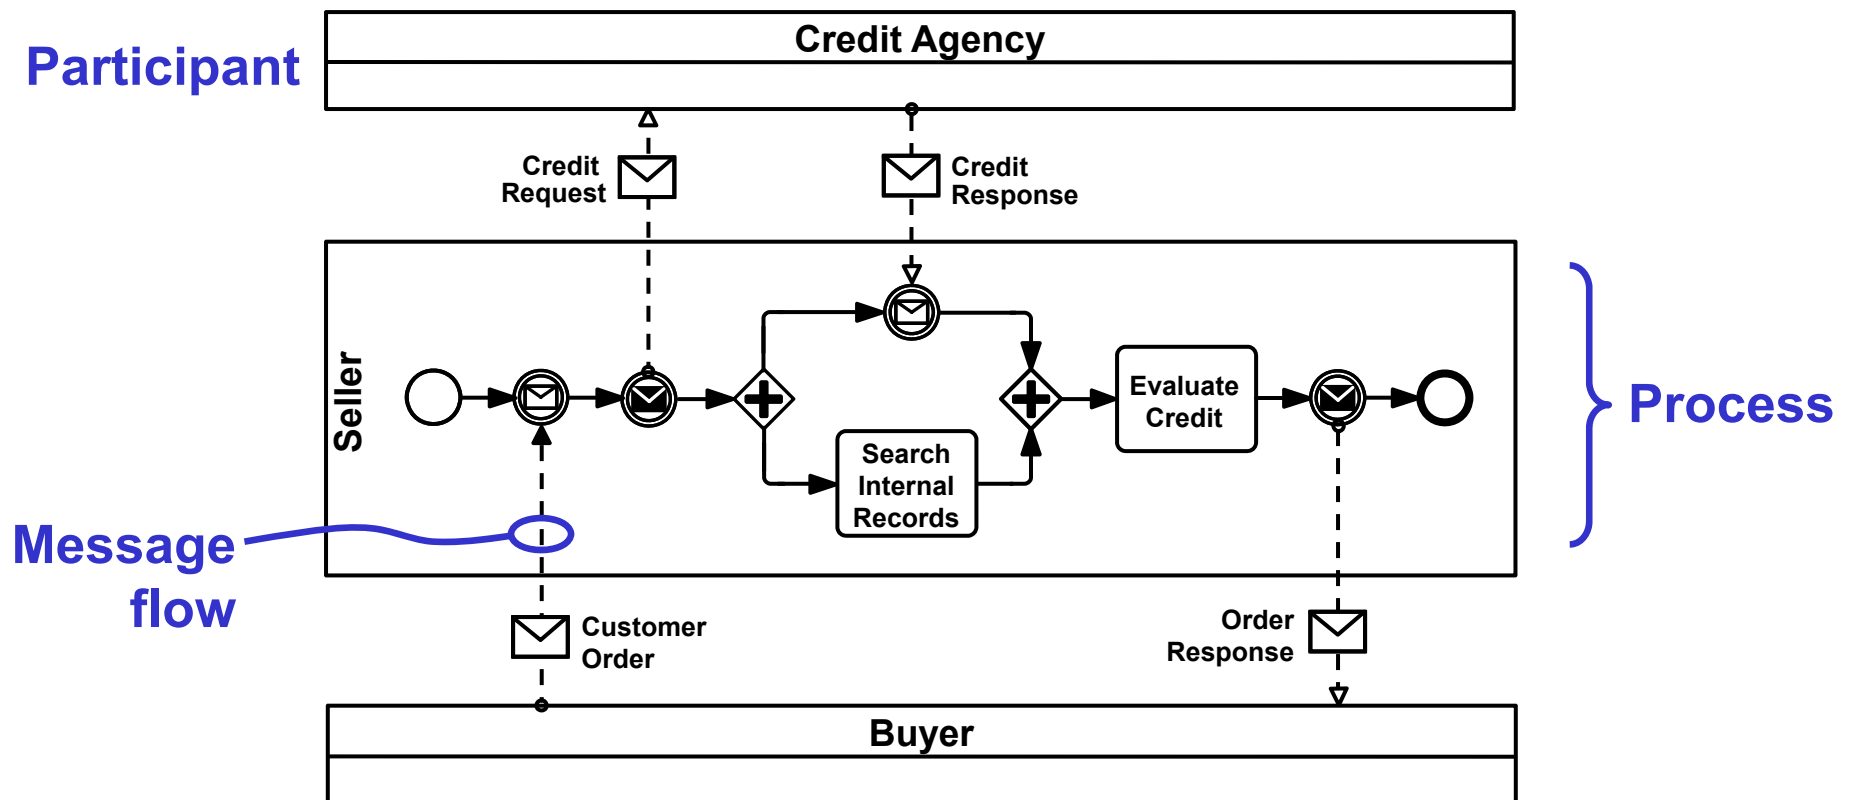 Credit Agency
Participant
Credit
Request
Credit
Response
Seller
Evaluate
Credit
Process
Search
Internal
Records
Message
flow
Customer
Order
Order
Response
Buyer